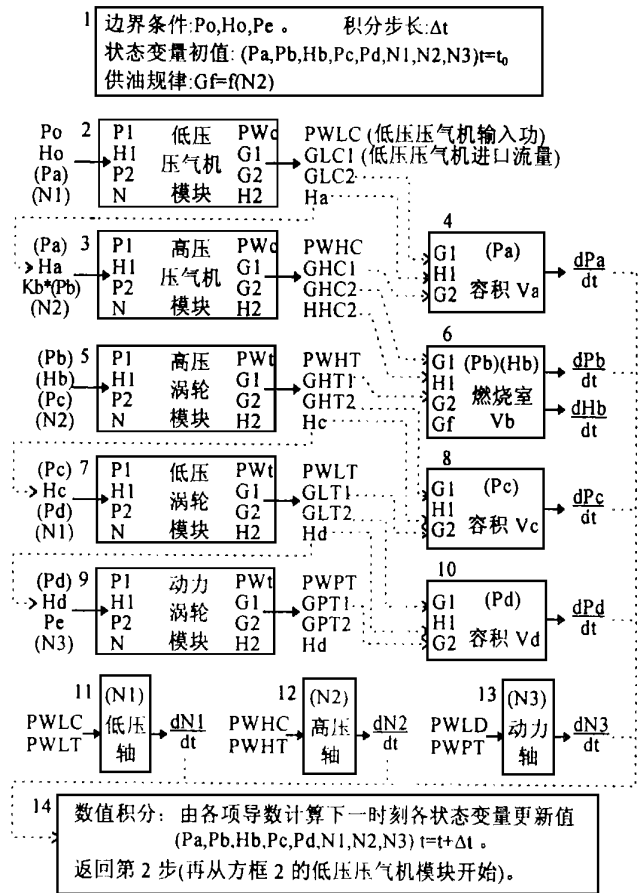 1
边界条件:Po,Ho,Pe 。 积分步长:Δt
状态变量初值: (Pa,Pb,Hb,Pc,Pd,N1,N2,N3)t=t₀
供油规律:Gf=f(N2)
Po 2 P1 低压 PWc PWLC (低压压气机输入功)
Ho H1 压气机 G1 GLC1 (低压压气机进口流量)
(Pa) P2 模块 G2 GLC2
(N1) N H2 Ha
4
G1 (Pa)
H1
G2 容积 Va
dPa
dt
(Pa) 3 P1 高压 PWc PWHC
Ha H1 压气机 G1 GHC1
Kb*(Pb) P2 模块 G2 GHC2
(N2) N H2 HHC2
6
G1 (Pb)(Hb)
H1
G2 燃烧室
Gf Vb
dPb
dt
dHb
dt
(Pb) 5 P1 高压 PWt PWHT
(Hb) H1 涡轮 G1 GHT1
(Pc) P2 模块 G2 GHT2
(N2) N H2 Hc
8
G1 (Pc)
H1
G2 容积 Vc
dPc
dt
(Pc) 7 P1 低压 PWt PWLT
Hc H1 涡轮 G1 GLT1
(Pd) P2 模块 G2 GLT2
(N1) N H2 Hd
10
G1 (Pd)
H1
G2 容积 Vd
dPd
dt
(Pd) 9 P1 动力 PWt PWPT
Hd H1 涡轮 G1 GPT1
Pe P2 模块 G2 GPT2
(N3) N H2 Hd
11
PWLC
PWLT
(N1)
低压
轴
dN1
dt
12
PWHC
PWHT
(N2)
高压
轴
dN2
dt
13
PWLD
PWPT
(N3)
动力
轴
dN3
dt
14
数值积分: 由各项导数计算下一时刻各状态变量更新值
(Pa,Pb,Hb,Pc,Pd,N1,N2,N3) t=t+Δt 。
返回第 2 步(再从方框 2 的低压压气机模块开始)。